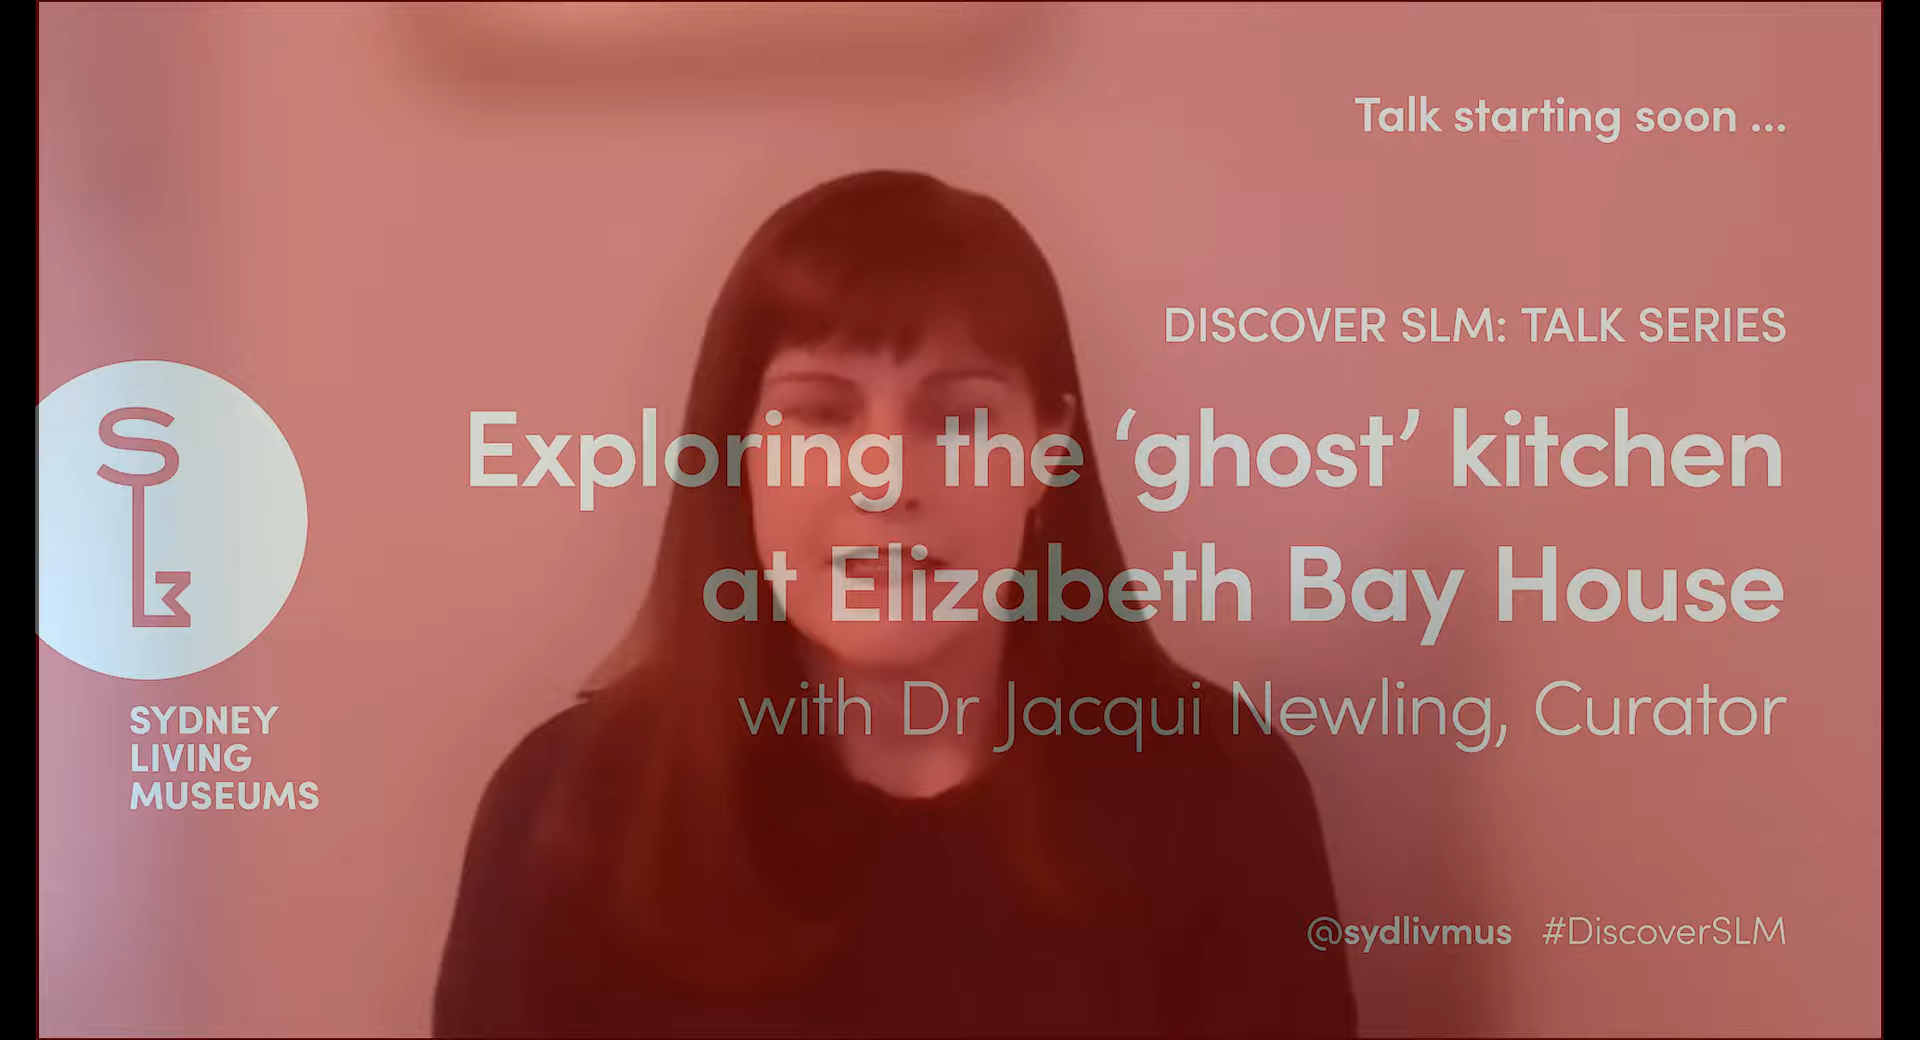 Talk starting soon ...
DISCOVER SLM: TALK SERIES
Exploring the ‘ghost’ kitchen
at Elizabeth Bay House
with Dr Jacqui Newling, Curator
SLM
SYDNEY
LIVING
MUSEUMS
@sydlivmus #DiscoverSLM